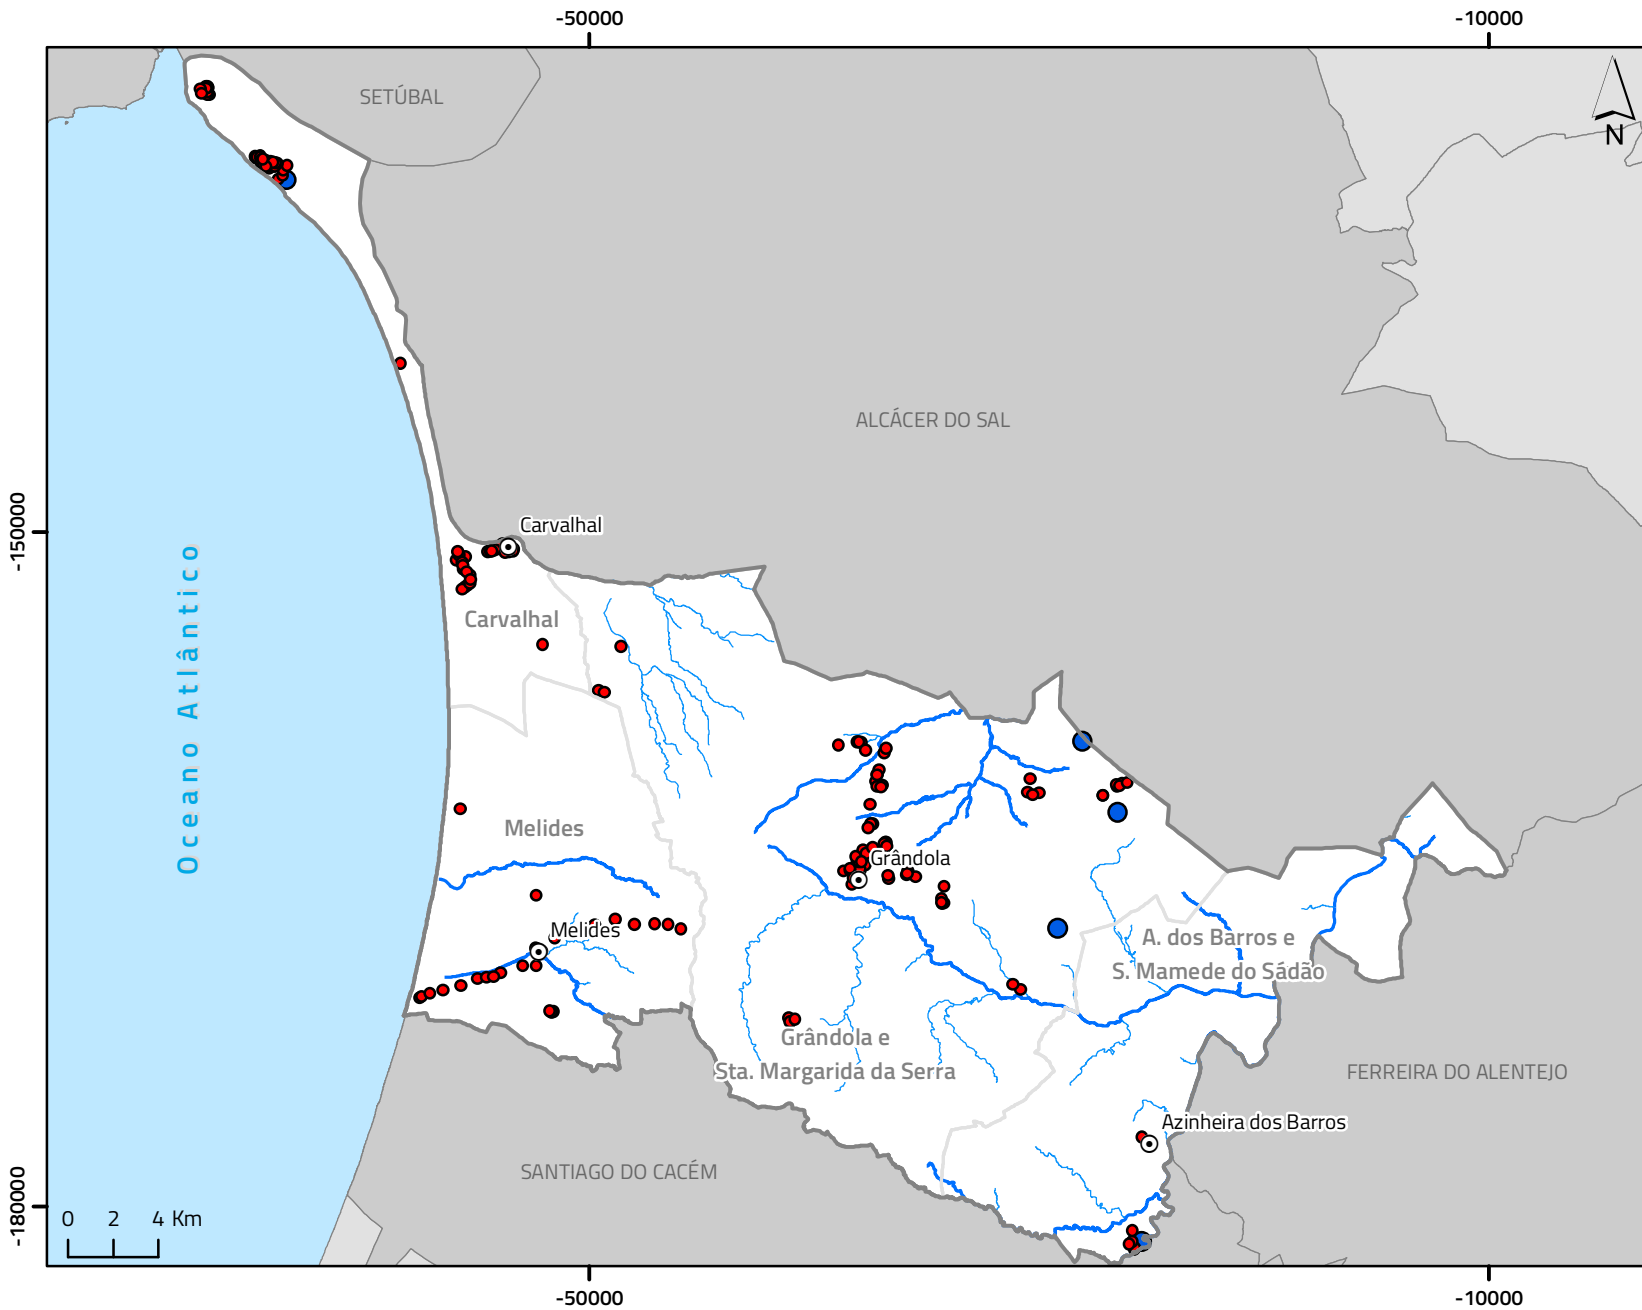 -50000
-10000
SETÚBAL
N
ALCÁCER DO SAL
-150000
Carvalhal
Oceano Atlântico
Carvalhal
Melides
Grândola
Melides
A. dos Barros e
S. Mamede do Sádão
Grândola e
Sta. Margarida da Serra
FERREIRA DO ALENTEJO
Azinheira dos Barros
SANTIAGO DO CACÉM
-180000
0 2 4 Km
-50000
-10000